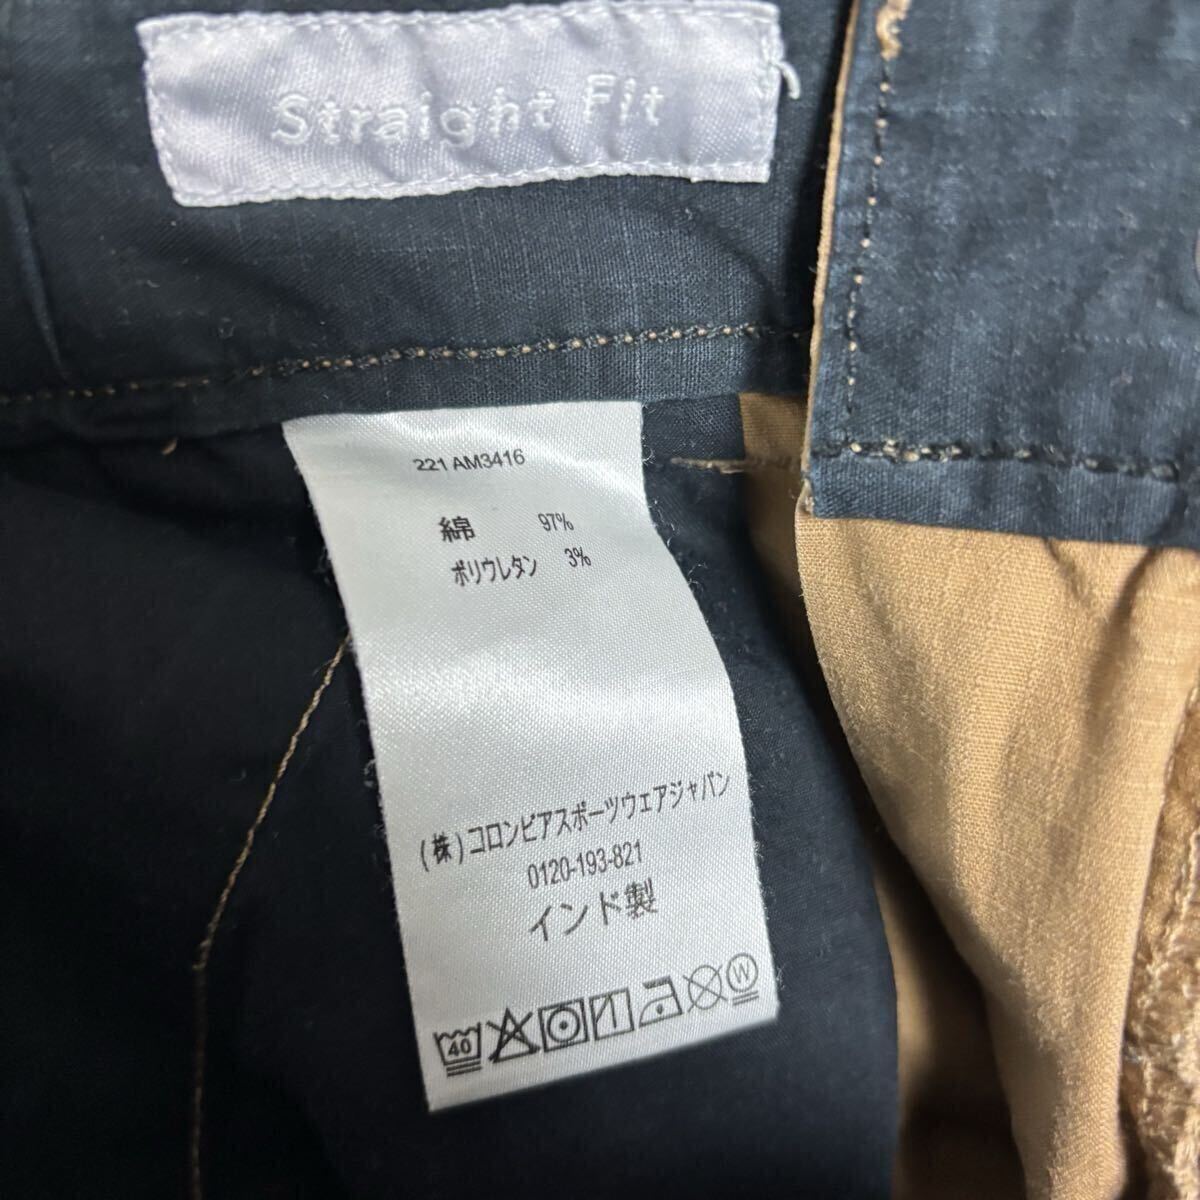 Straight Fit
221 AM3416
綿 97%
ポリウレタン 3%
(株)コロンビアスポーツウェアジャパン
0120-193-821
インド製
40 W